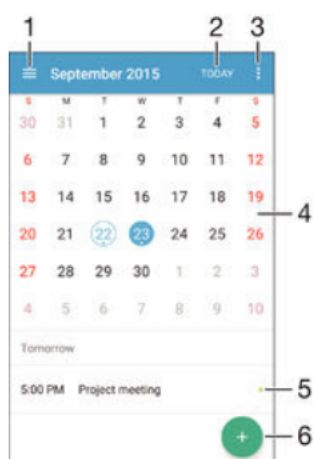 1 2 3
September 2015 TODAY
S M T W T F S
30 31 1 2 3 4 5
6 7 8 9 10 11 12
13 14 15 16 17 18 19
4
20 21 22 23 24 25 26
27 28 29 30 1 2 3
4 5 6 7 8 9 10
Tomorrow
5:00 PM Project meeting 5
+ 6